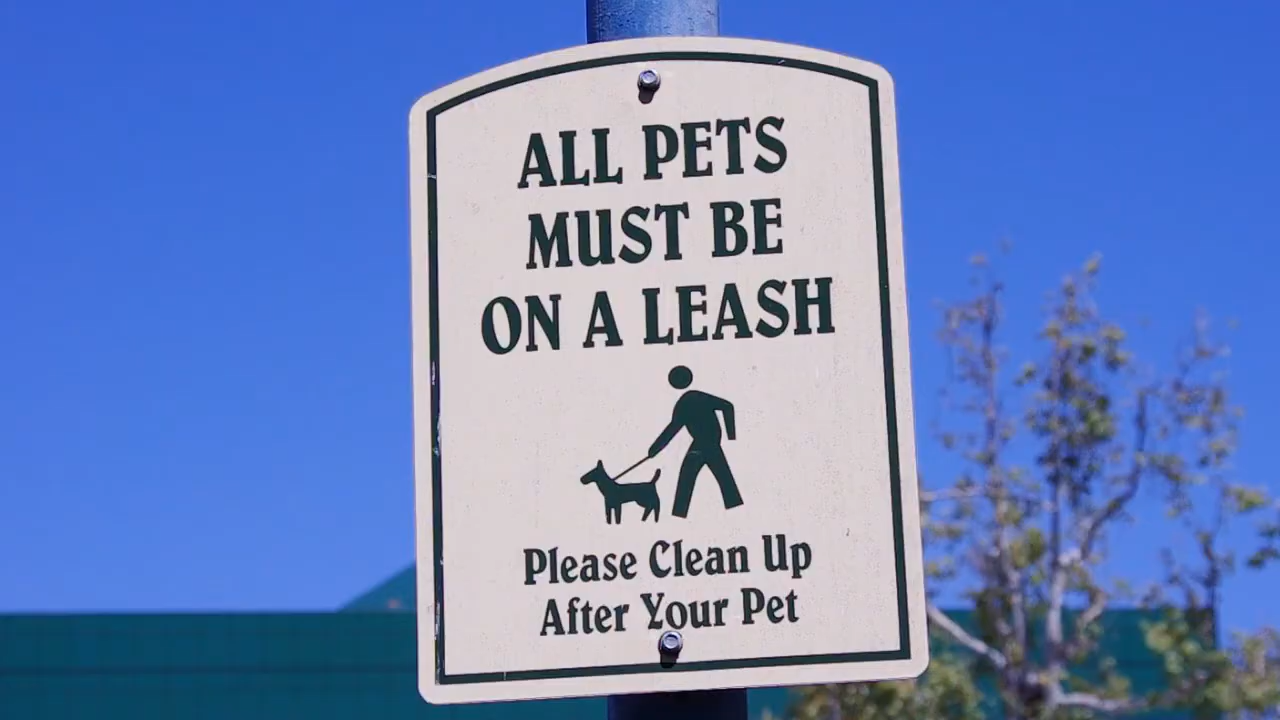 ALL PETS
MUST BE
ON A LEASH
Please Clean Up
After Your Pet